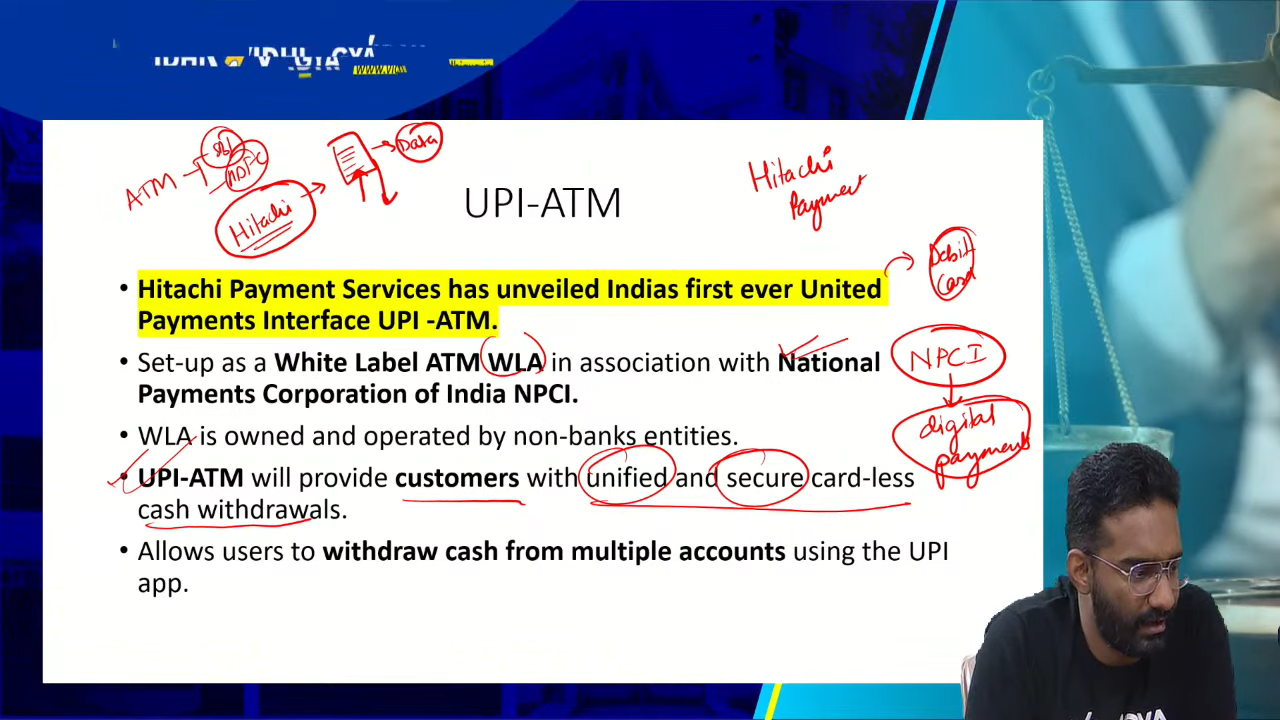 ATM
SBI
HDFC
Hitachi
Data
UPI-ATM
Hitachi
Payment
Debit
Card
• Hitachi Payment Services has unveiled Indias first ever United
Payments Interface UPI -ATM.
• Set-up as a White Label ATM WLA in association with National
Payments Corporation of India NPCI.
NPCI
digital
payments
• WLA is owned and operated by non-banks entities.
• UPI-ATM will provide customers with unified and secure card-less
cash withdrawals.
• Allows users to withdraw cash from multiple accounts using the UPI
app.